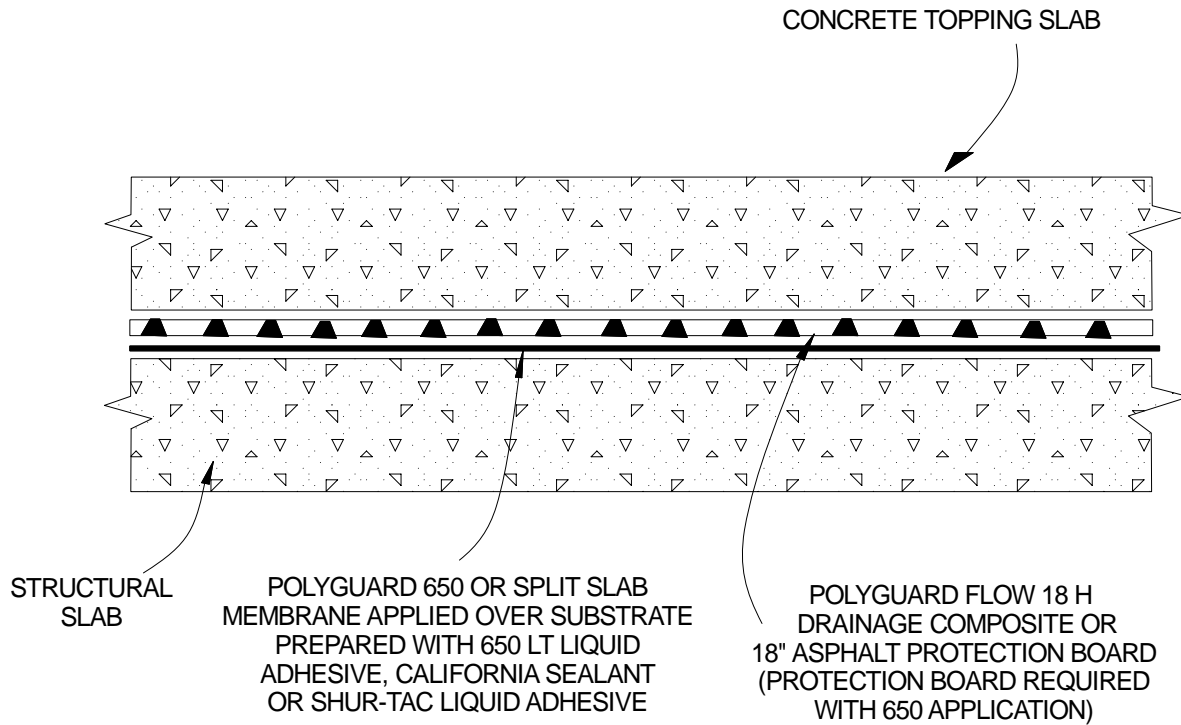 CONCRETE TOPPING SLAB
STRUCTURAL
SLAB
POLYGUARD 650 OR SPLIT SLAB
MEMBRANE APPLIED OVER SUBSTRATE
PREPARED WITH 650 LT LIQUID
ADHESIVE, CALIFORNIA SEALANT
OR SHUR-TAC LIQUID ADHESIVE
POLYGUARD FLOW 18 H
DRAINAGE COMPOSITE OR
18" ASPHALT PROTECTION BOARD
(PROTECTION BOARD REQUIRED
WITH 650 APPLICATION)